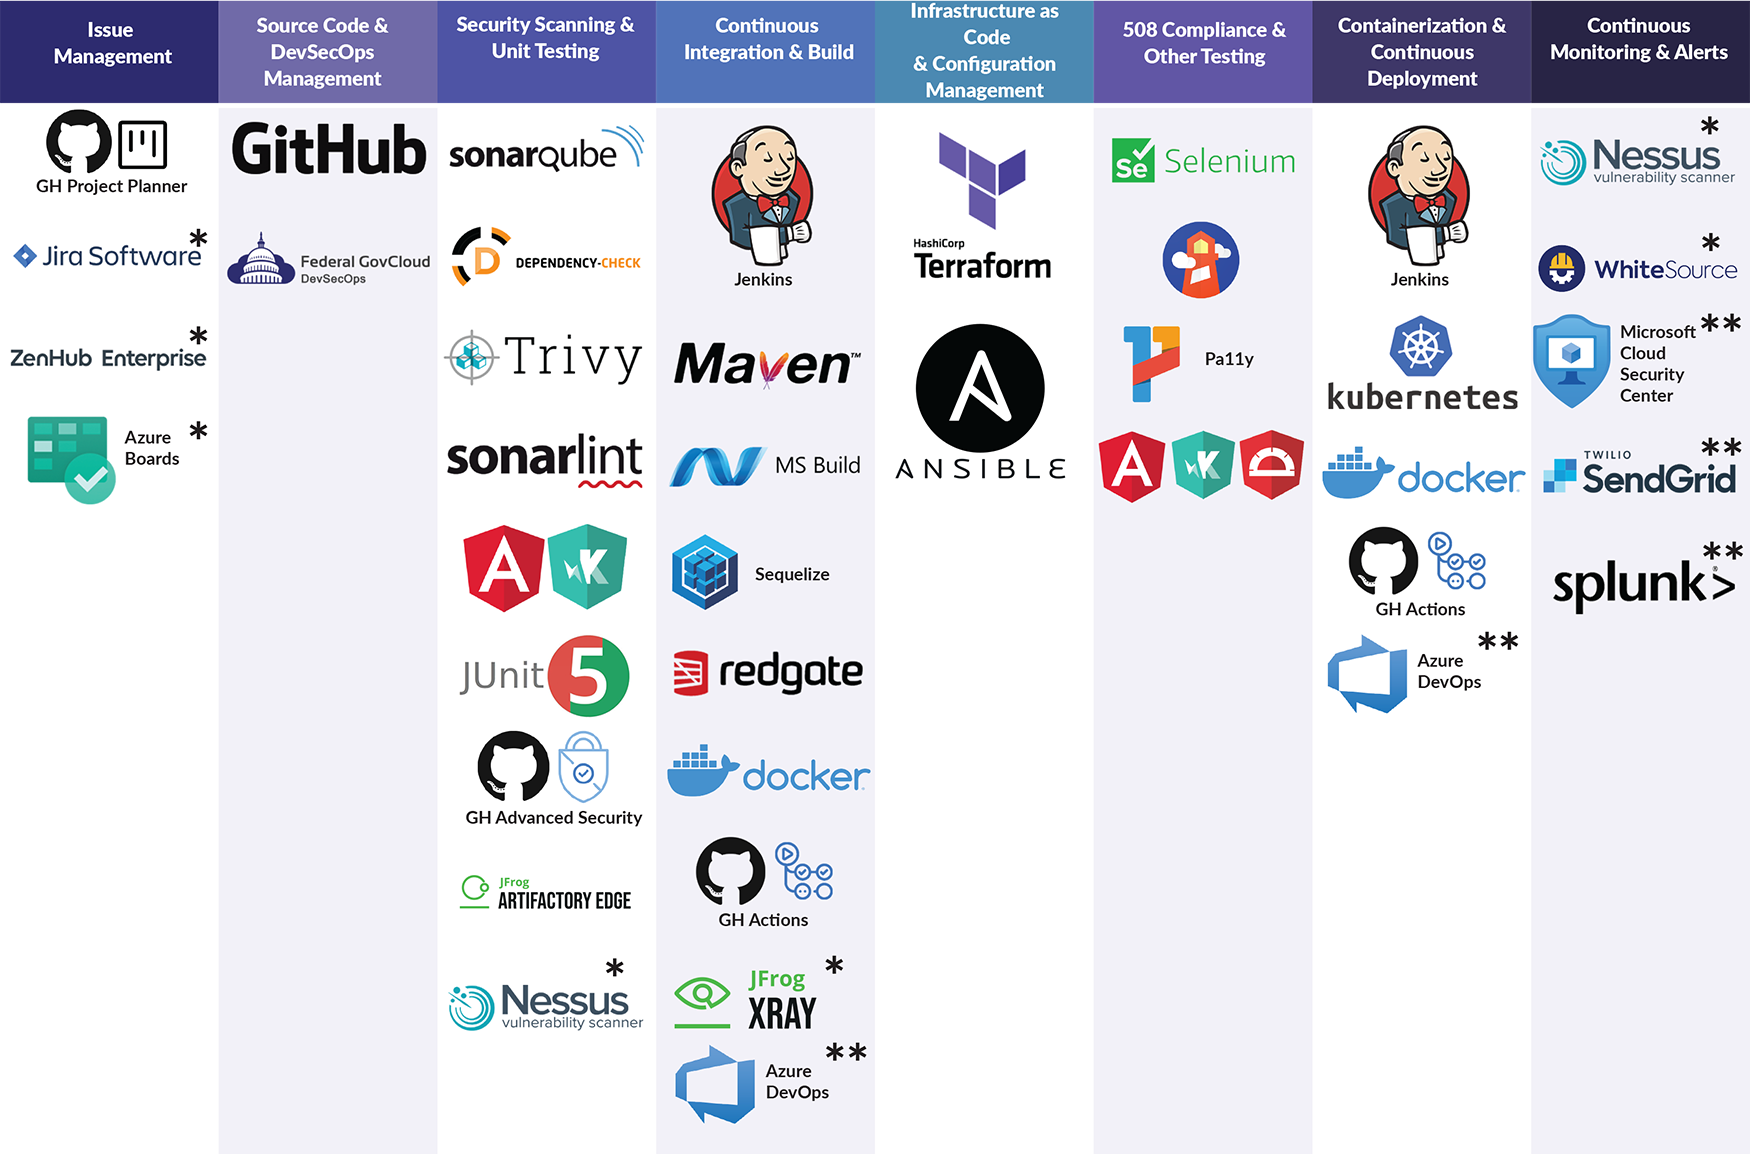 Issue
Management
Source Code &
DevSecOps
Management
Security Scanning &
Unit Testing
Continuous
Integration & Build
Infrastructure as
Code
& Configuration
Management
508 Compliance &
Other Testing
Containerization &
Continuous
Deployment
Continuous
Monitoring & Alerts
GH Project Planner
Jira Software *
ZenHub Enterprise *
Azure *
Boards
GitHub
Federal GovCloud
DevSecOps
sonarqube
D
DEPENDENCY-CHECK
Trivy
sonarlint
A K
JUnit 5
GH Advanced Security
JFrog
ARTIFACTORY EDGE
*
Nessus
vulnerability scanner
Jenkins
Maven™
MS Build
Sequelize
redgate
docker
GH Actions
JFrog *
XRAY
**
Azure
DevOps
HashiCorp
Terraform
A
ANSIBLE
Se Selenium
Pa11y
A K
Jenkins
kubernetes
docker
GH Actions
**
Azure
DevOps
*
Nessus
vulnerability scanner
*
WhiteSource
Microsoft **
Cloud
Security
Center
**
TWILIO
SendGrid
**
splunk>